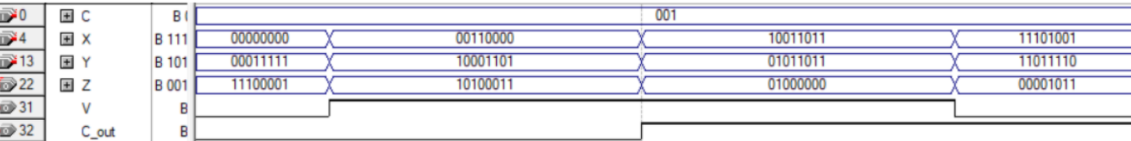 0 C B ( 001
4 X B 111 00000000 00110000 10011011 11101001
13 Y B 101 00011111 10001101 01011011 11011110
22 Z B 001 11100001 10100011 01000000 00001011
31 V B
32 C_out B